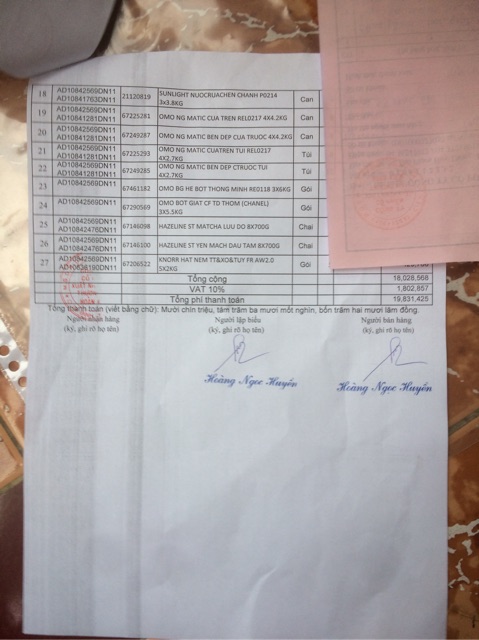 18 AD10842569DN11 AD10841763DN11 21120819 SUNLIGHT NUOCRUACHEN CHANH P0214 3x3.8KG Can
19 AD10842569DN11 AD10841281DN11 67225281 OMO NG MATIC CUA TREN REL0217 4X4.2KG Can
20 AD10842569DN11 AD10841281DN11 67249287 OMO NG MATIC BEN DEP CUA TRUOC 4X4.2KG Can
21 AD10842569DN11 AD10841281DN11 67225293 OMO NG MATIC CUATREN TUI REL0217 4X2.7KG Túi
22 AD10842569DN11 AD10841281DN11 67249285 OMO NG MATIC BEN DEP CTRUOC TUI 4X2.7KG Túi
23 AD10842569DN11 67461182 OMO BG HE BOT THONG MINH RE0118 3X6KG Gói
24 AD10842569DN11 67290569 OMO BOT GIAT CF TD THOM (CHANEL) 3X5.5KG Gói
25 AD10842569DN11 AD10842476DN11 67146098 HAZELINE ST MATCHA LUU DO 8X700G Chai
26 AD10842569DN11 AD10842476DN11 67146100 HAZELINE ST YEN MACH DAU TAM 8X700G Chai
27 AD10842569DN11 67206522 KNORR HAT NEM TT&XO&TUY FR AW2.0 5X2KG Gói
Tổng cộng 18,028,568
VAT 10% 1,802,857
Tổng phí thanh toán 19,831,425
Tổng thành toán (viết bằng chữ): Mười chín triệu, tám trăm ba mươi mốt nghìn, bốn trăm hai mươi lăm đồng.
Người nhận hàng Người lập biểu Người bán hàng
(ký, ghi rõ họ tên) (ký, ghi rõ họ tên) (ký, ghi rõ họ tên)
Hoàng Ngọc Huyền Hoàng Ngọc Huyền